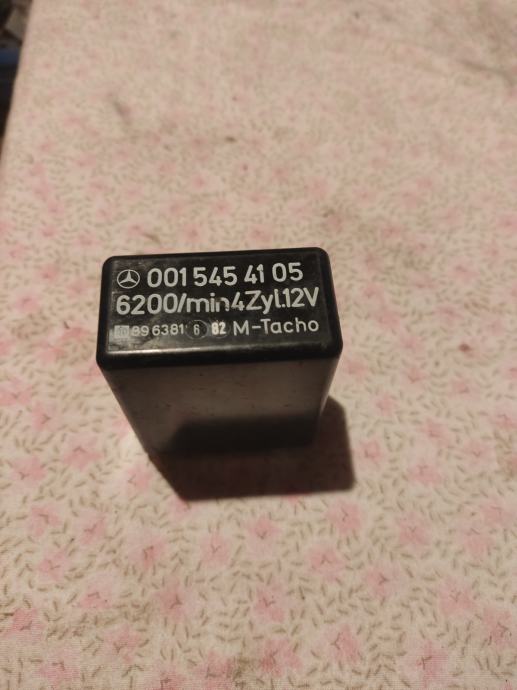 001 545 41 05
6200/min4Zyl.12V
89 6381 6 82 M-Tacho